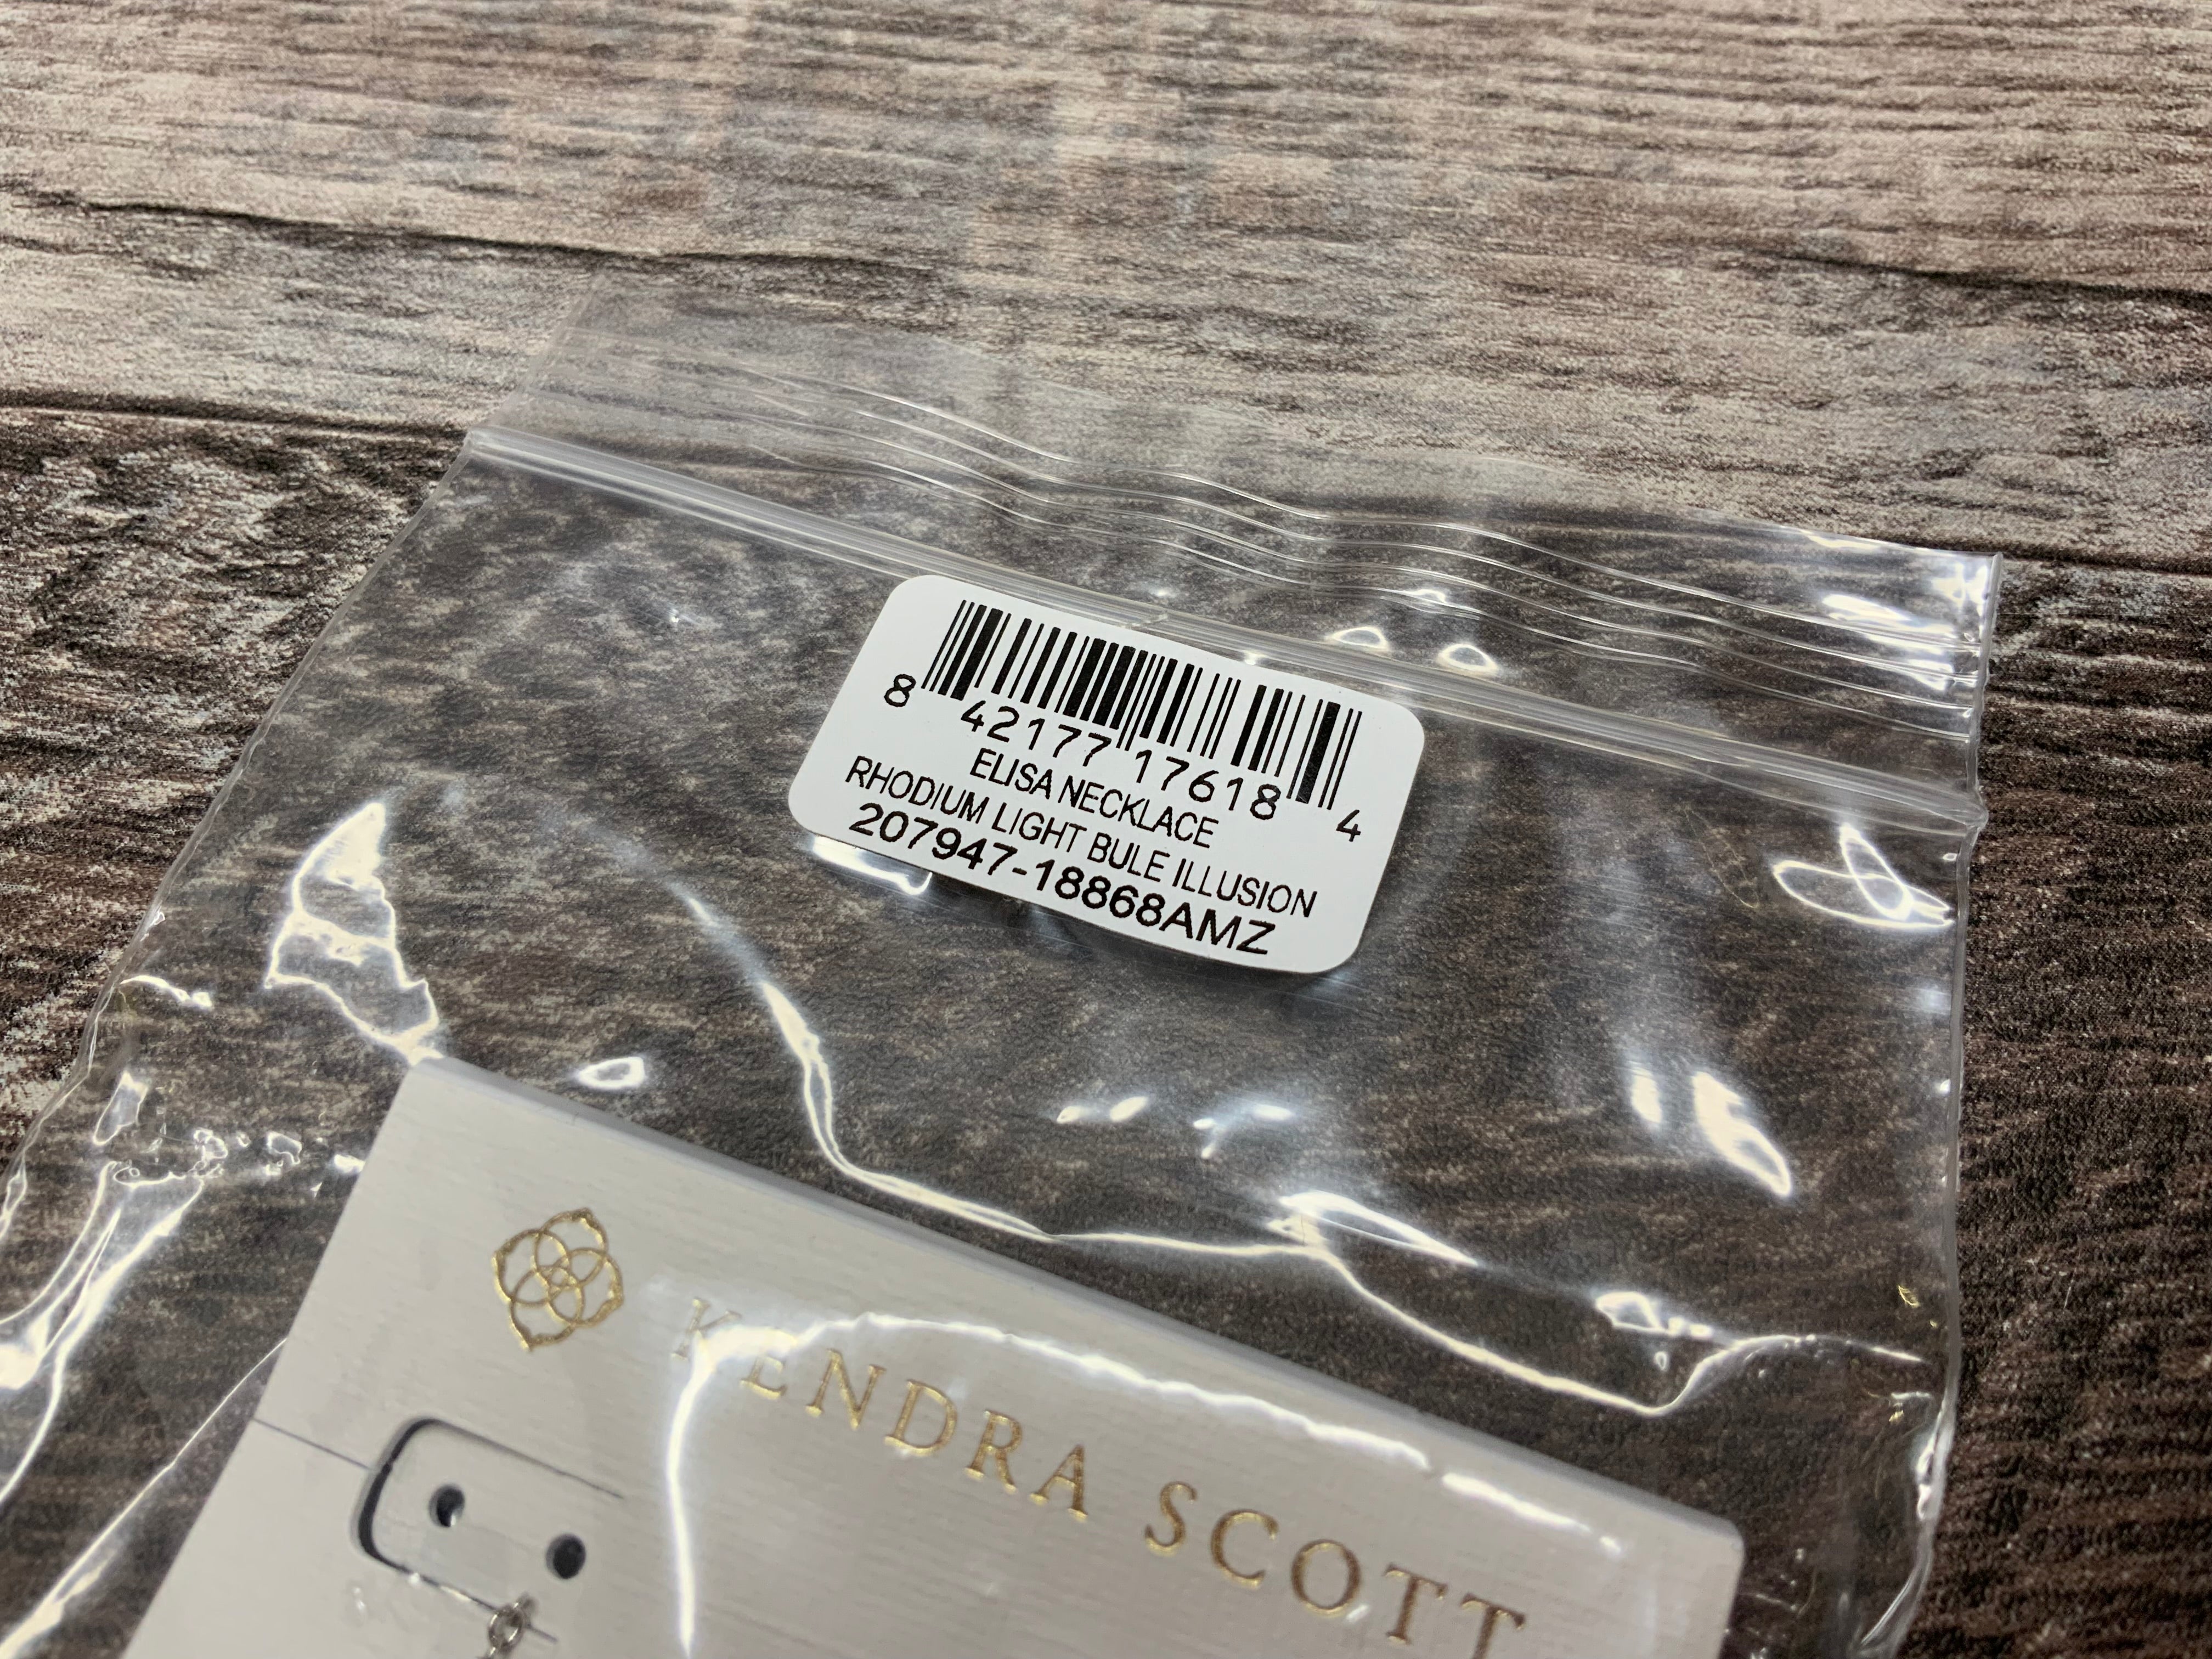 8 42177 17618 4
ELISA NECKLACE
RHODIUM LIGHT BULE ILLUSION
207947-18868AMZ
KENDRA SCOTT